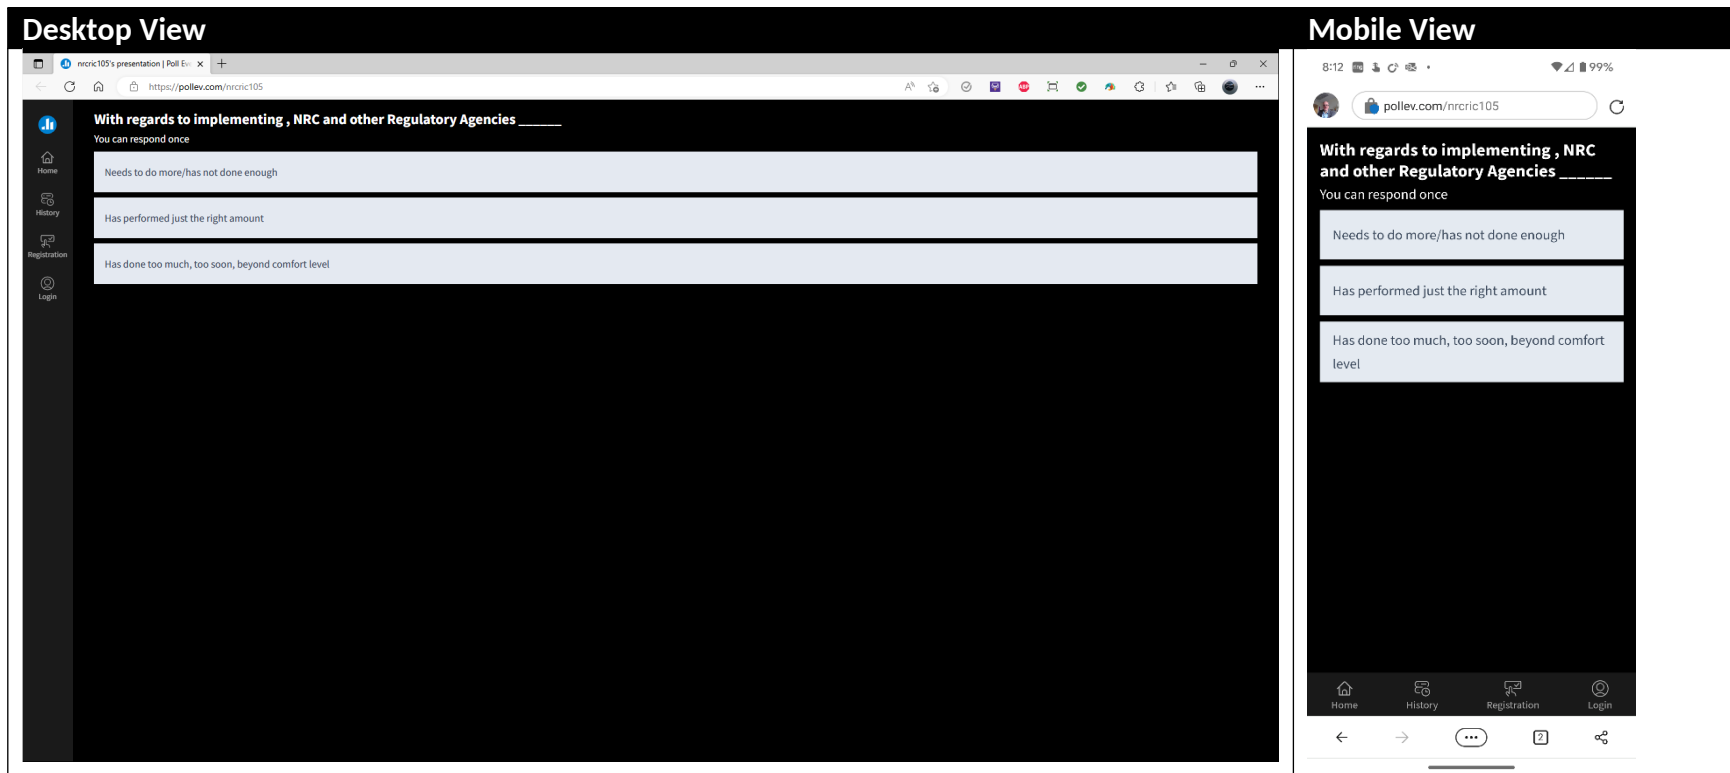 Desktop View
nrcric105's presentation | Poll Ev
https://pollev.com/nrcric105
Home
History
Registration
Login
With regards to implementing , NRC and other Regulatory Agencies ______
You can respond once
Needs to do more/has not done enough
Has performed just the right amount
Has done too much, too soon, beyond comfort level
Mobile View
8:12
99%
pollev.com/nrcric105
With regards to implementing , NRC
and other Regulatory Agencies ______
You can respond once
Needs to do more/has not done enough
Has performed just the right amount
Has done too much, too soon, beyond comfort
level
Home History Registration Login
2